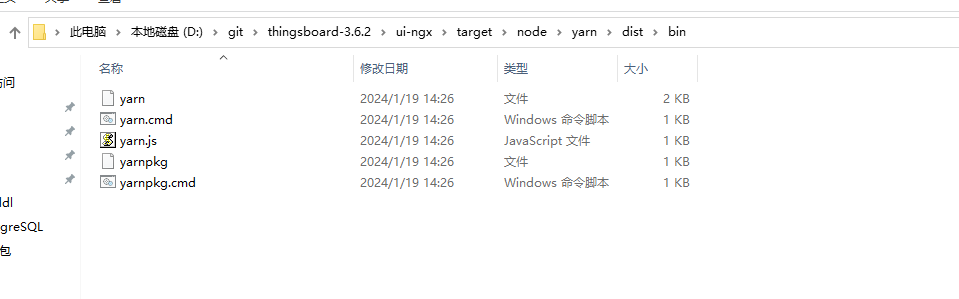 此电脑 > 本地磁盘 (D:) > git > thingsboard-3.6.2 > ui-ngx > target > node > yarn > dist > bin
名称 修改日期 类型 大小
访问
yarn 2024/1/19 14:26 文件 2 KB
yarn.cmd 2024/1/19 14:26 Windows 命令脚本 1 KB
yarn.js 2024/1/19 14:26 JavaScript 文件 1 KB
yarnpkg 2024/1/19 14:26 文件 1 KB
yarnpkg.cmd 2024/1/19 14:26 Windows 命令脚本 1 KB
ldl
greSQL
包